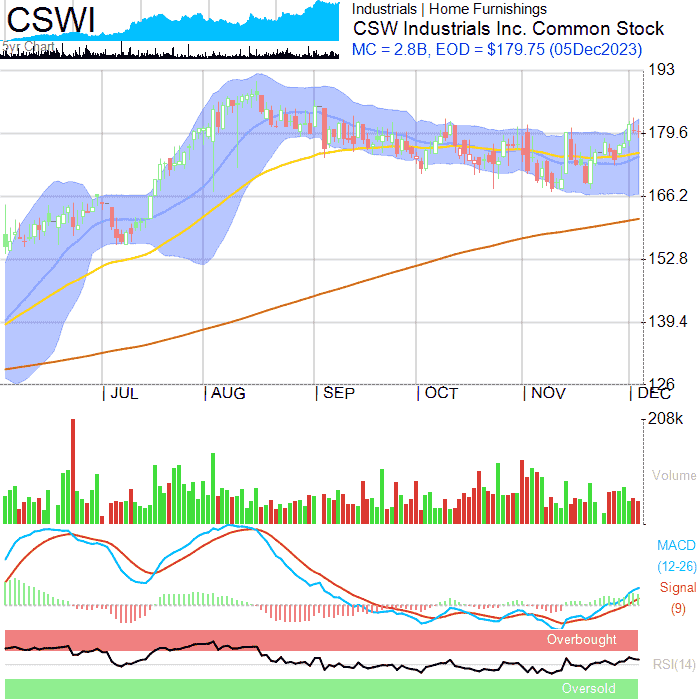 CSWI
5yr Chart
Industrials | Home Furnishings
CSW Industrials Inc. Common Stock
MC = 2.8B, EOD = $179.75 (05Dec2023)
193
179.6
166.2
152.8
139.4
126
JUL
AUG
SEP
OCT
NOV
DEC
208k
Volume
MACD
(12-26)
Signal
(9)
Overbought
RSI(14)
Oversold